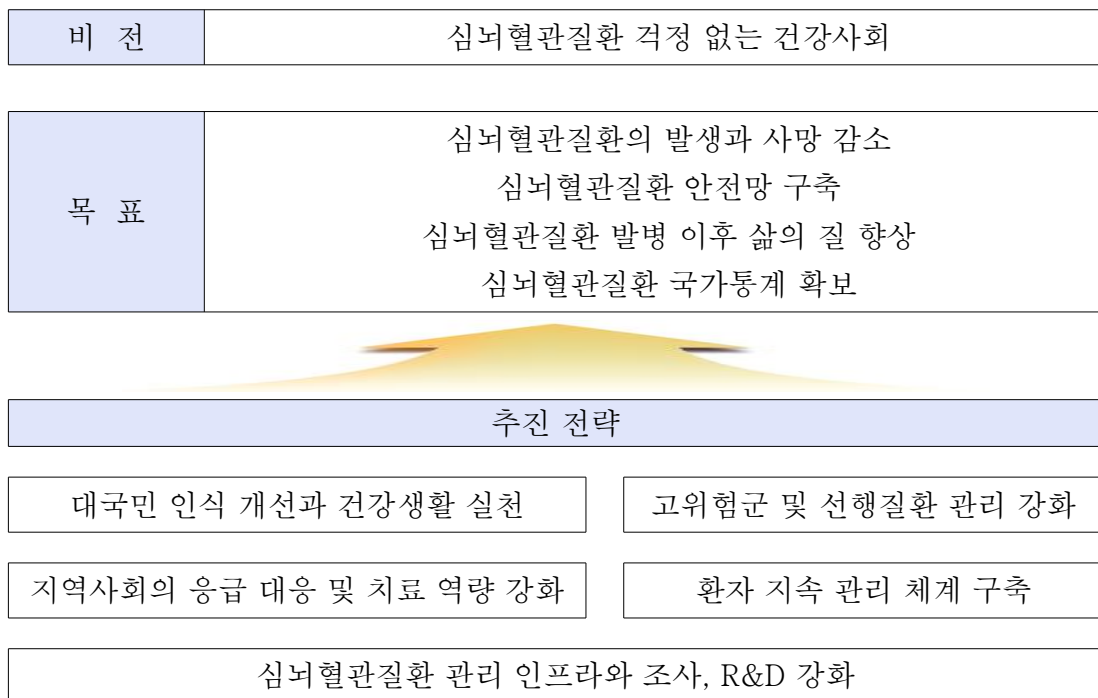 비 전
심뇌혈관질환 걱정 없는 건강사회
목 표
심뇌혈관질환의 발생과 사망 감소
심뇌혈관질환 안전망 구축
심뇌혈관질환 발병 이후 삶의 질 향상
심뇌혈관질환 국가통계 확보
추진 전략
대국민 인식 개선과 건강생활 실천
고위험군 및 선행질환 관리 강화
지역사회의 응급 대응 및 치료 역량 강화
환자 지속 관리 체계 구축
심뇌혈관질환 관리 인프라와 조사, R&D 강화